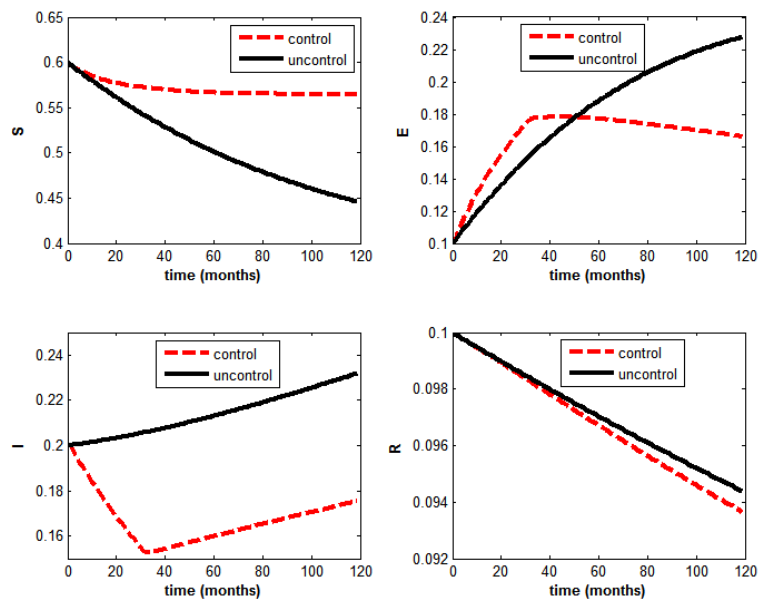 0.65
0.6
0.55
0.5
0.45
0.4
S
control
uncontrol
0 20 40 60 80 100 120
time (months)
0.24
0.22
0.2
0.18
0.16
0.14
0.12
0.1
E
control
uncontrol
0 20 40 60 80 100 120
time (months)
0.24
0.22
0.2
0.18
0.16
I
control
uncontrol
0 20 40 60 80 100 120
time (months)
0.1
0.098
0.096
0.094
0.092
R
control
uncontrol
0 20 40 60 80 100 120
time (months)